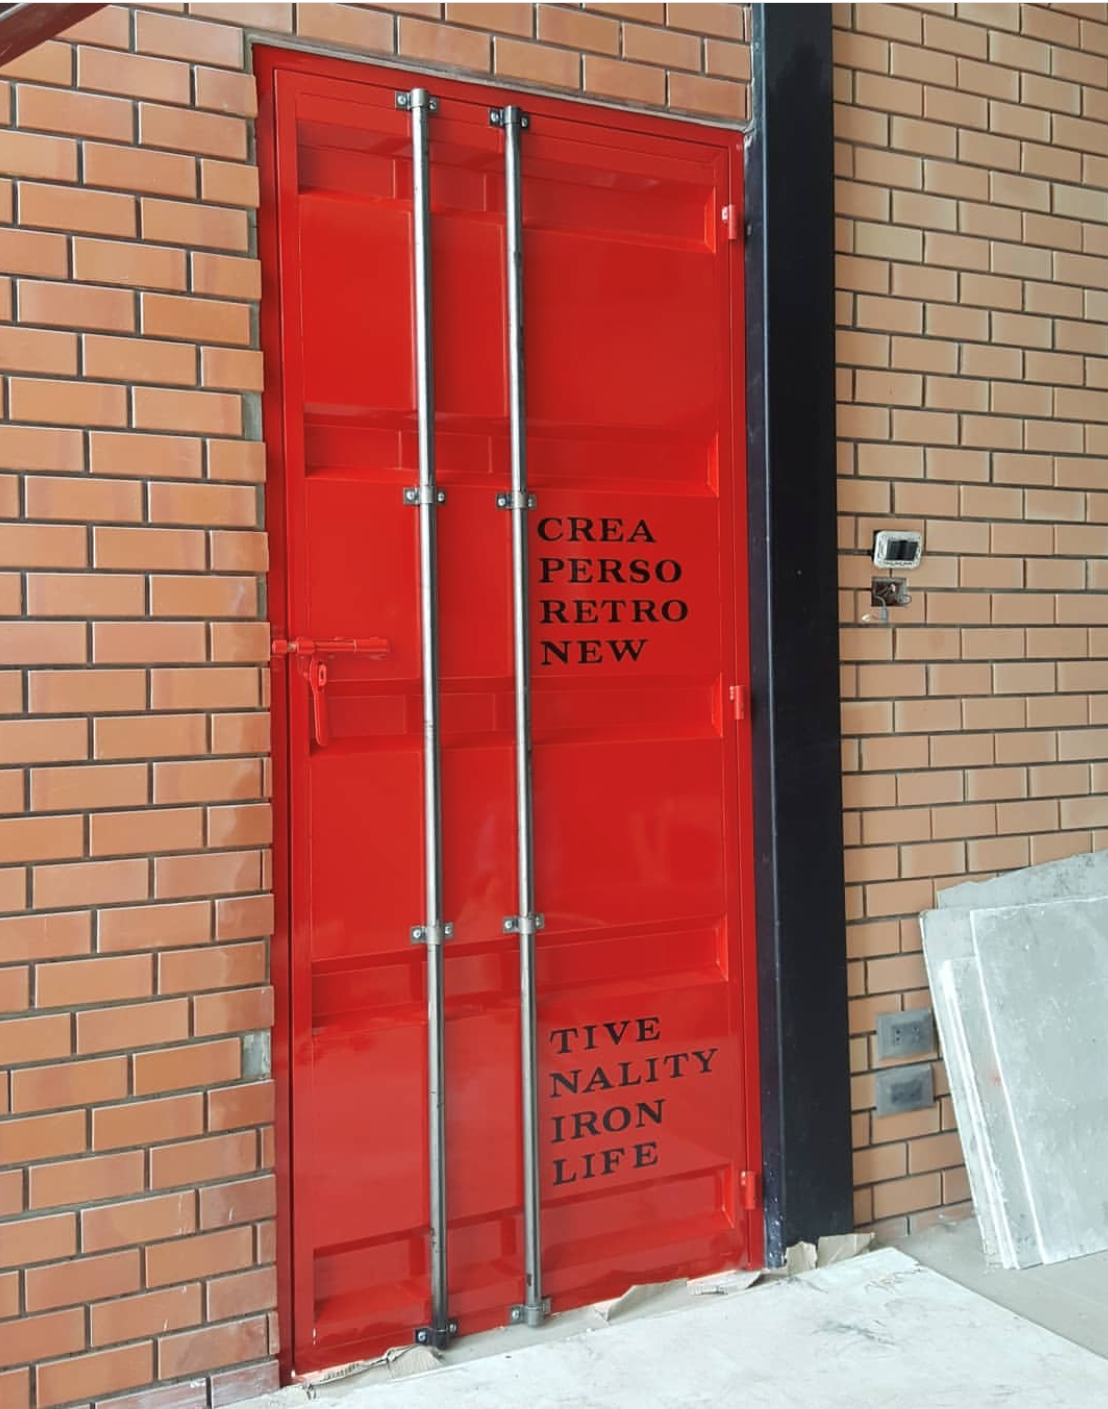 CREA
PERSO
RETRO
NEW
TIVE
NALITY
IRON
LIFE